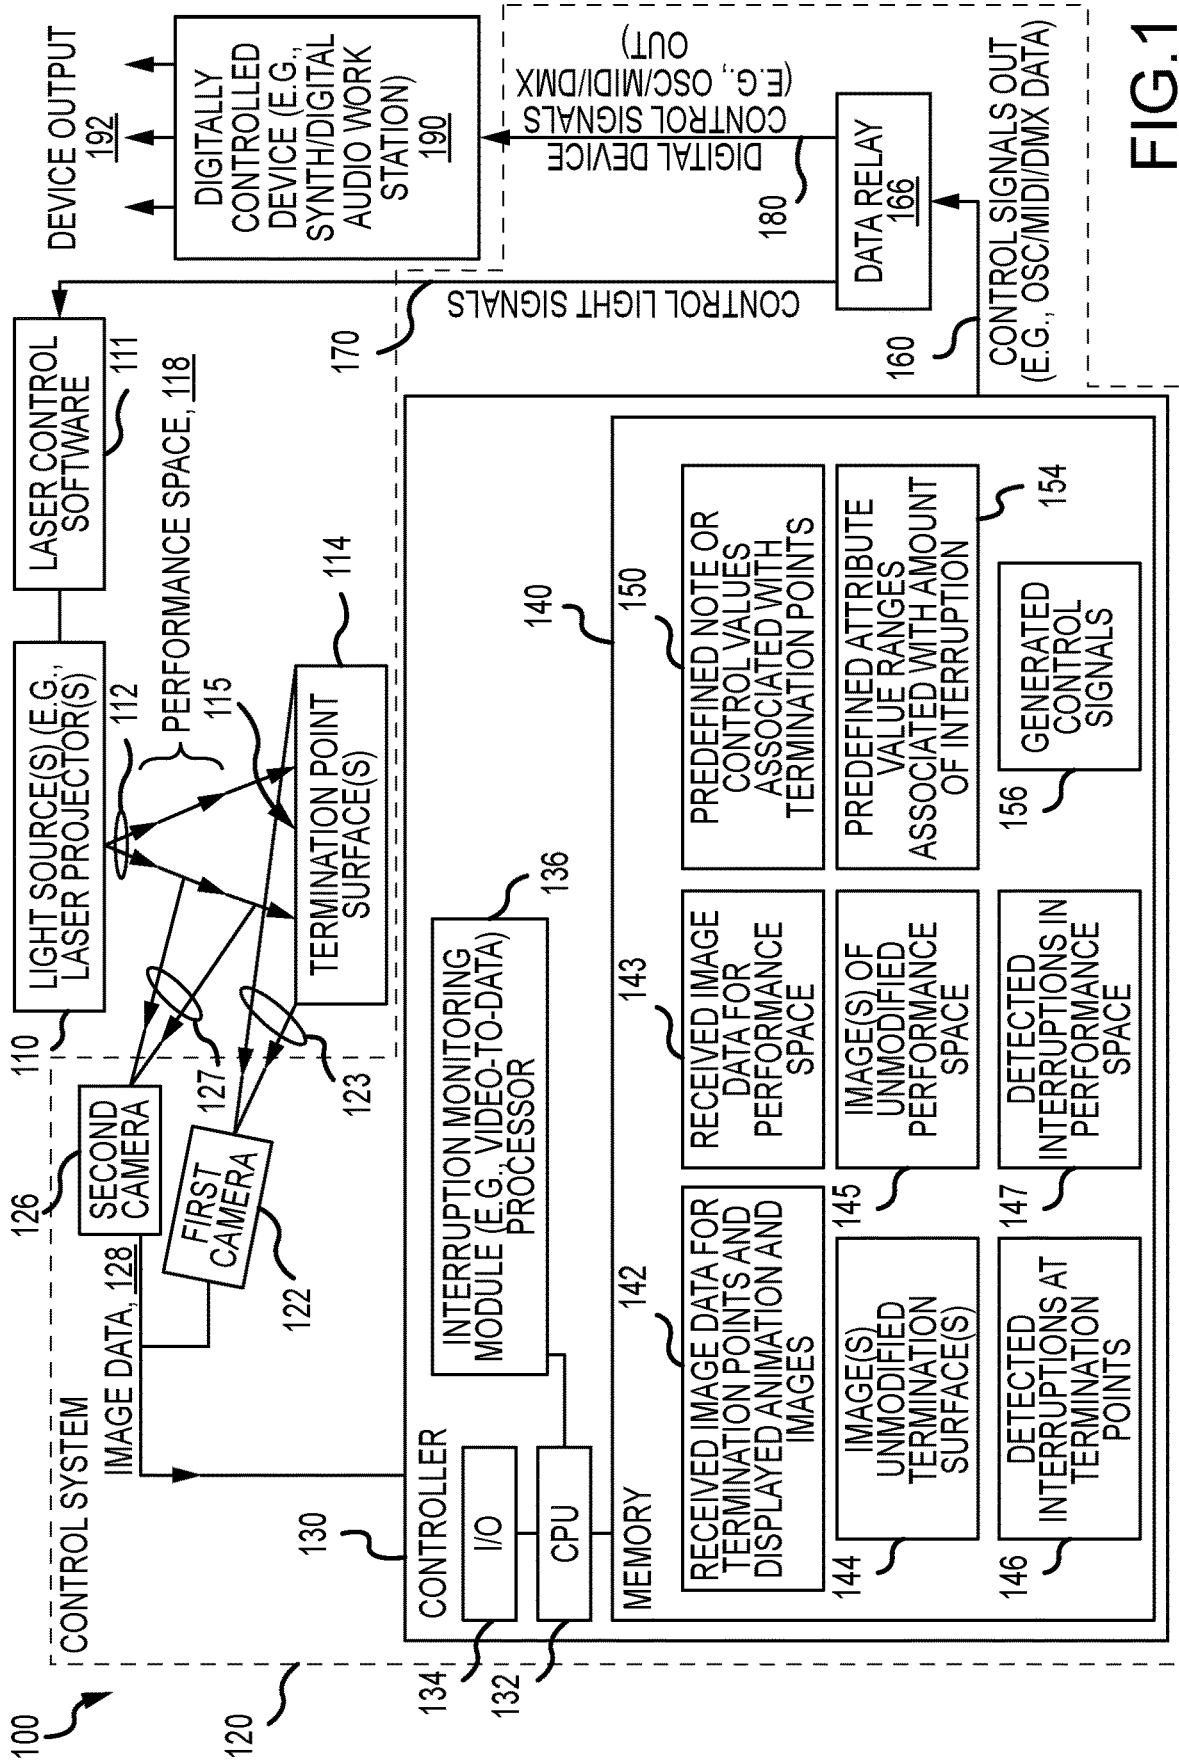 100
120
CONTROL SYSTEM
IMAGE DATA, 128
126
SECOND
CAMERA
FIRST
CAMERA
122
127
123
110
LIGHT SOURCE(S) (E.G.,
LASER PROJECTOR(S)
112
LASER CONTROL
SOFTWARE
111
PERFORMANCE SPACE, 118
115
114
TERMINATION POINT
SURFACE(S)
DEVICE OUTPUT
192
DIGITALLY
CONTROLLED
DEVICE (E.G.,
SYNTH/DIGITAL
AUDIO WORK
STATION)
190
170
CONTROL LIGHT SIGNALS
DIGITAL DEVICE
CONTROL SIGNALS
(E.G., OSC/MIDI/DMX
OUT)
180
DATA RELAY
166
160
CONTROL SIGNALS OUT
(E.G., OSC/MIDI/DMX DATA)
130
CONTROLLER
134
I/O
132
CPU
136
INTERRUPTION MONITORING
MODULE (E.G., VIDEO-TO-DATA)
PROCESSOR
140
MEMORY
142
RECEIVED IMAGE DATA FOR
TERMINATION POINTS AND
DISPLAYED ANIMATION AND
IMAGES
143
RECEIVED IMAGE
DATA FOR
PERFORMANCE
SPACE
150
PREDEFINED NOTE OR
CONTROL VALUES
ASSOCIATED WITH
TERMINATION POINTS
144
IMAGE(S)
UNMODIFIED
TERMINATION
SURFACE(S)
145
IMAGE(S) OF
UNMODIFIED
PERFORMANCE
SPACE
154
PREDEFINED ATTRIBUTE
VALUE RANGES
ASSOCIATED WITH AMOUNT
OF INTERRUPTION
146
DETECTED
INTERRUPTIONS AT
TERMINATION
POINTS
147
DETECTED
INTERRUPTIONS IN
PERFORMANCE
SPACE
156
GENERATED
CONTROL
SIGNALS
FIG.1